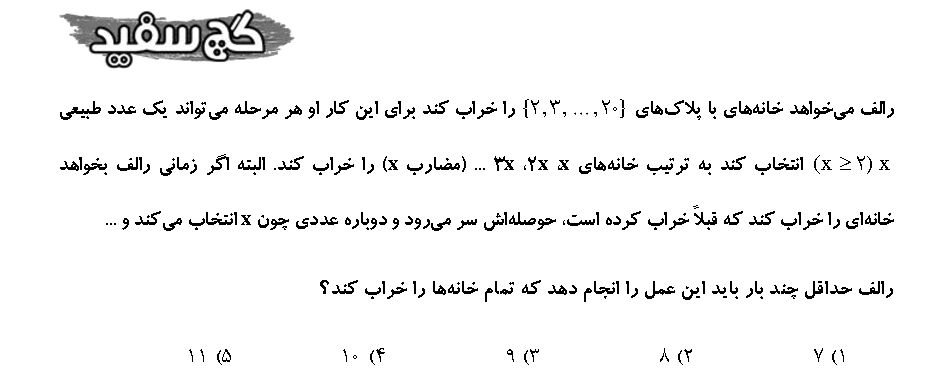 گچ سفید
رالف می‌خواهد خانه‌های با پلاک‌های {۲,۳,...,۲۰} را خراب کند برای این کار او هر مرحله می‌تواند یک عدد طبیعی
x (x ≥ ۲) انتخاب کند به ترتیب خانه‌های x، ۲x، ۳x ... (مضارب x) را خراب کند. البته اگر زمانی رالف بخواهد
خانه‌ای را خراب کند که قبلاً خراب کرده است، حوصله‌اش سر می‌رود و دوباره عددی چون x انتخاب می‌کند و ...
رالف حداقل چند بار باید این عمل را انجام دهد که تمام خانه‌ها را خراب کند؟
۱) ۷ ۲) ۸ ۳) ۹ ۴) ۱۰ ۵) ۱۱